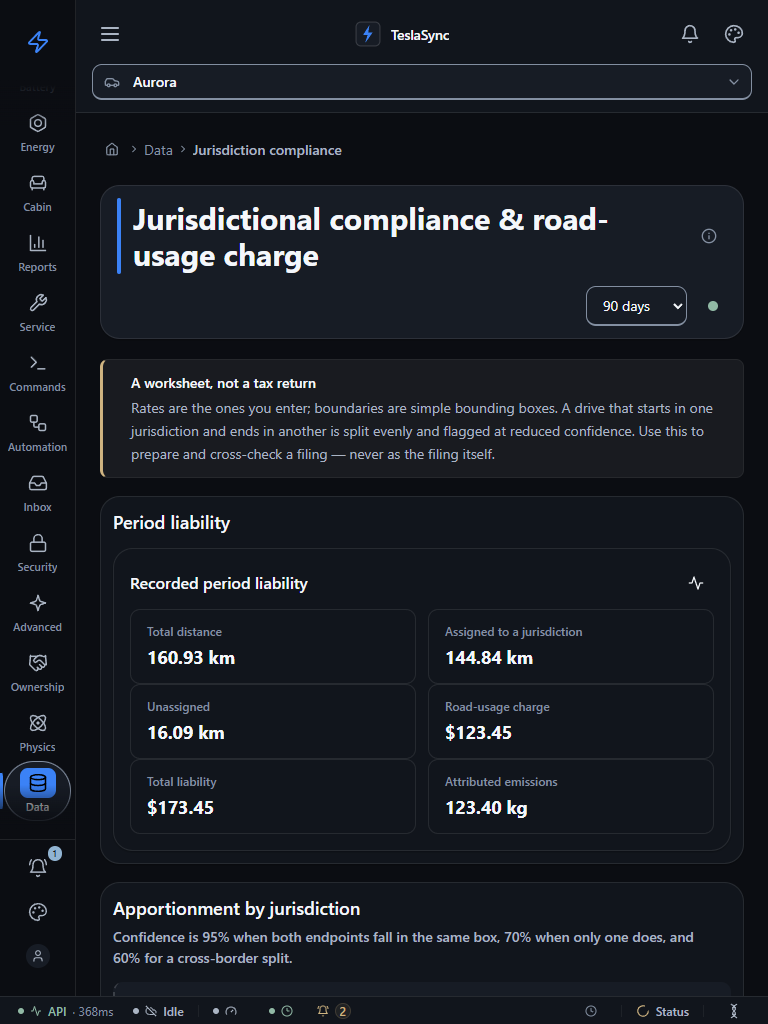 TeslaSync
Aurora
Energy
Cabin
Reports
Service
Commands
Automation
Inbox
Security
Advanced
Ownership
Physics
Data
1
Data
Jurisdiction compliance
Jurisdictional compliance & road-
usage charge
90 days
A worksheet, not a tax return
Rates are the ones you enter; boundaries are simple bounding boxes. A drive that starts in one
jurisdiction and ends in another is split evenly and flagged at reduced confidence. Use this to
prepare and cross-check a filing — never as the filing itself.
Period liability
Recorded period liability
Total distance
160.93 km
Assigned to a jurisdiction
144.84 km
Unassigned
16.09 km
Road-usage charge
$123.45
Total liability
$173.45
Attributed emissions
123.40 kg
Apportionment by jurisdiction
Confidence is 95% when both endpoints fall in the same box, 70% when only one does, and
60% for a cross-border split.
API · 368ms
Idle
2
Status